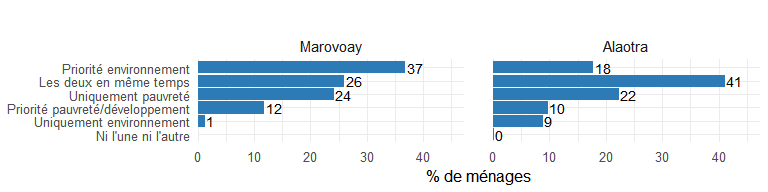 Marovoay Alaotra
Priorité environnement 37 18
Les deux en même temps 26 41
Uniquement pauvreté 24 22
Priorité pauvreté/développement 12 10
Uniquement environnement 1 9
Ni l'une ni l'autre 0
0 10 20 30 40 0 10 20 30 40
% de ménages